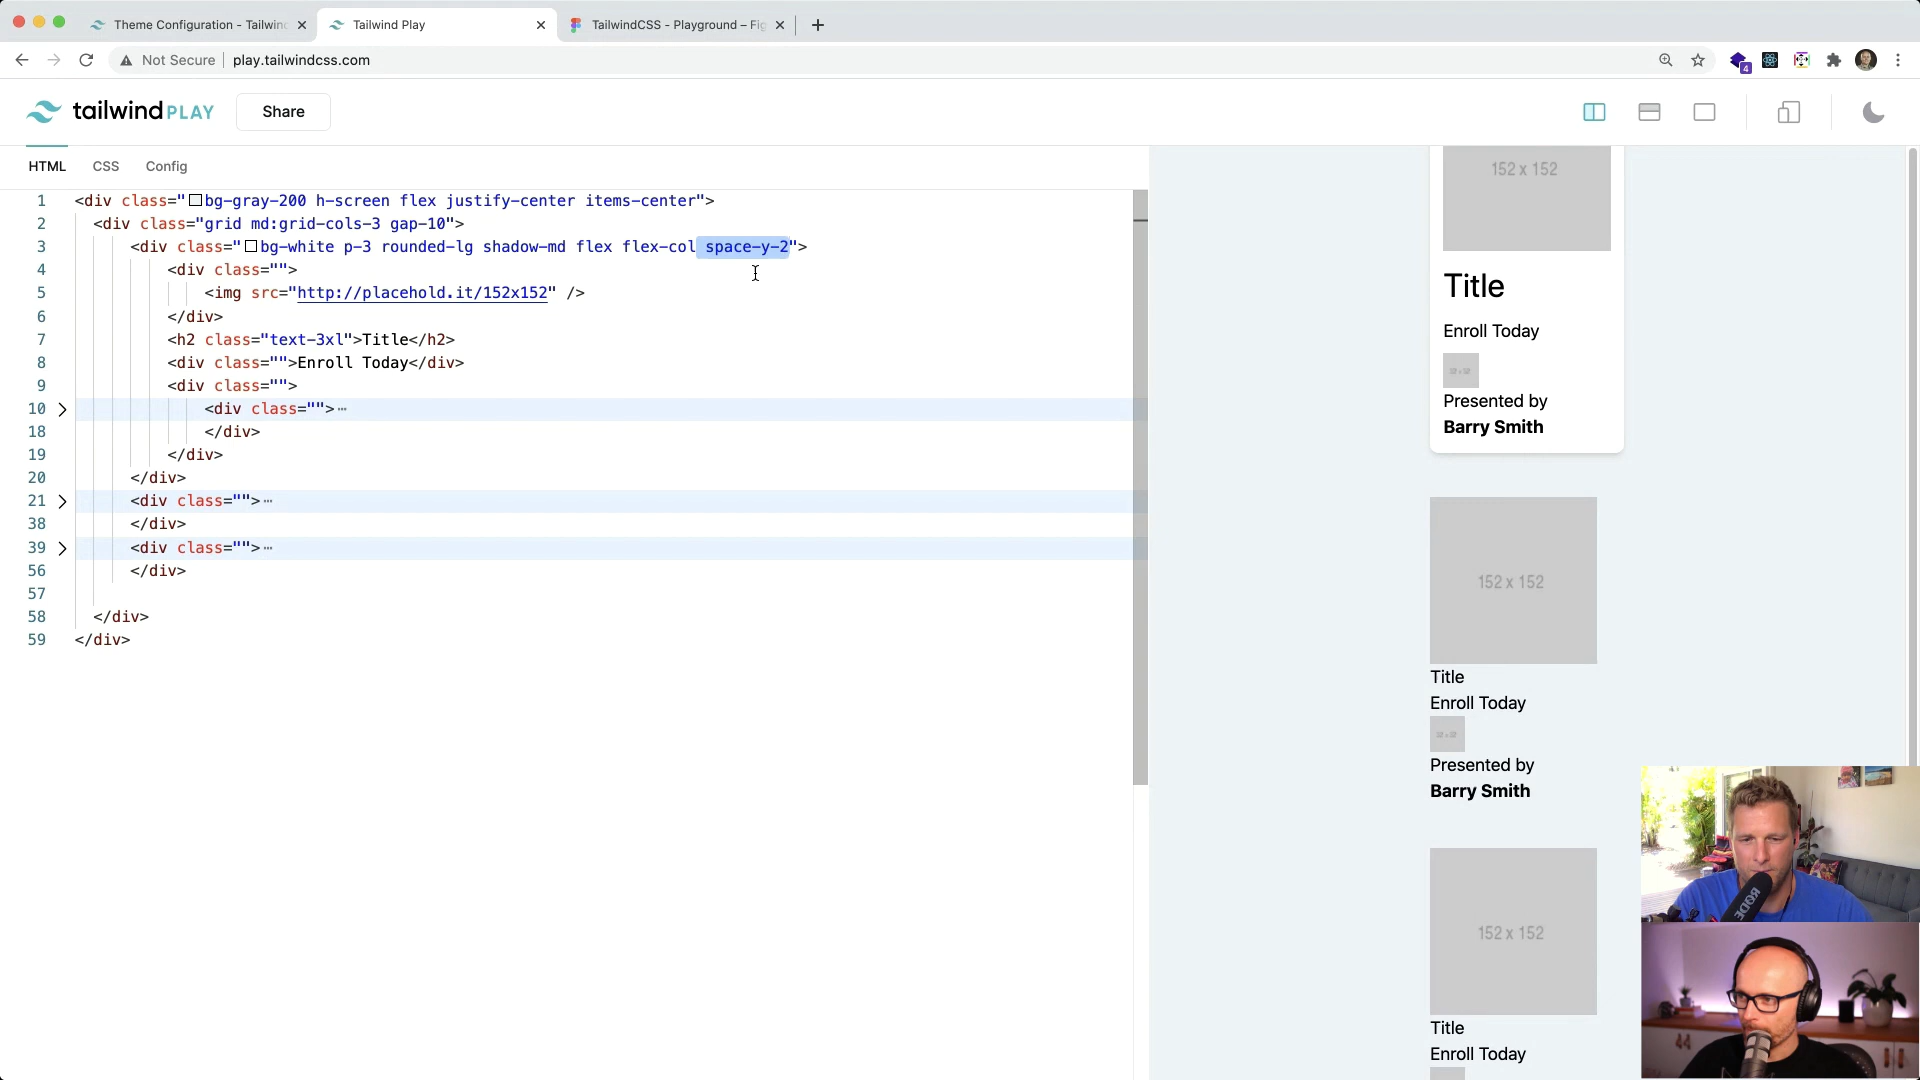 Theme Configuration - Tailwind
Tailwind Play
TailwindCSS - Playground – Fig
Not Secure
play.tailwindcss.com
4
tailwind PLAY
Share
HTML
CSS
Config
1 <div class="bg-gray-200 h-screen flex justify-center items-center">
2 <div class="grid md:grid-cols-3 gap-10">
3 <div class="bg-white p-3 rounded-lg shadow-md flex flex-col space-y-2">
4 <div class="">
5 <img src="http://placehold.it/152x152" />
6 </div>
7 <h2 class="text-3xl">Title</h2>
8 <div class="">Enroll Today</div>
9 <div class="">
10 <div class="">⋯
18 </div>
19 </div>
20 </div>
21 <div class="">⋯
38 </div>
39 <div class="">⋯
56 </div>
57
58 </div>
59 </div>
152 x 152
Title
Enroll Today
Presented by
Barry Smith
152 x 152
Title
Enroll Today
Presented by
Barry Smith
152 x 152
Title
Enroll Today
RODE